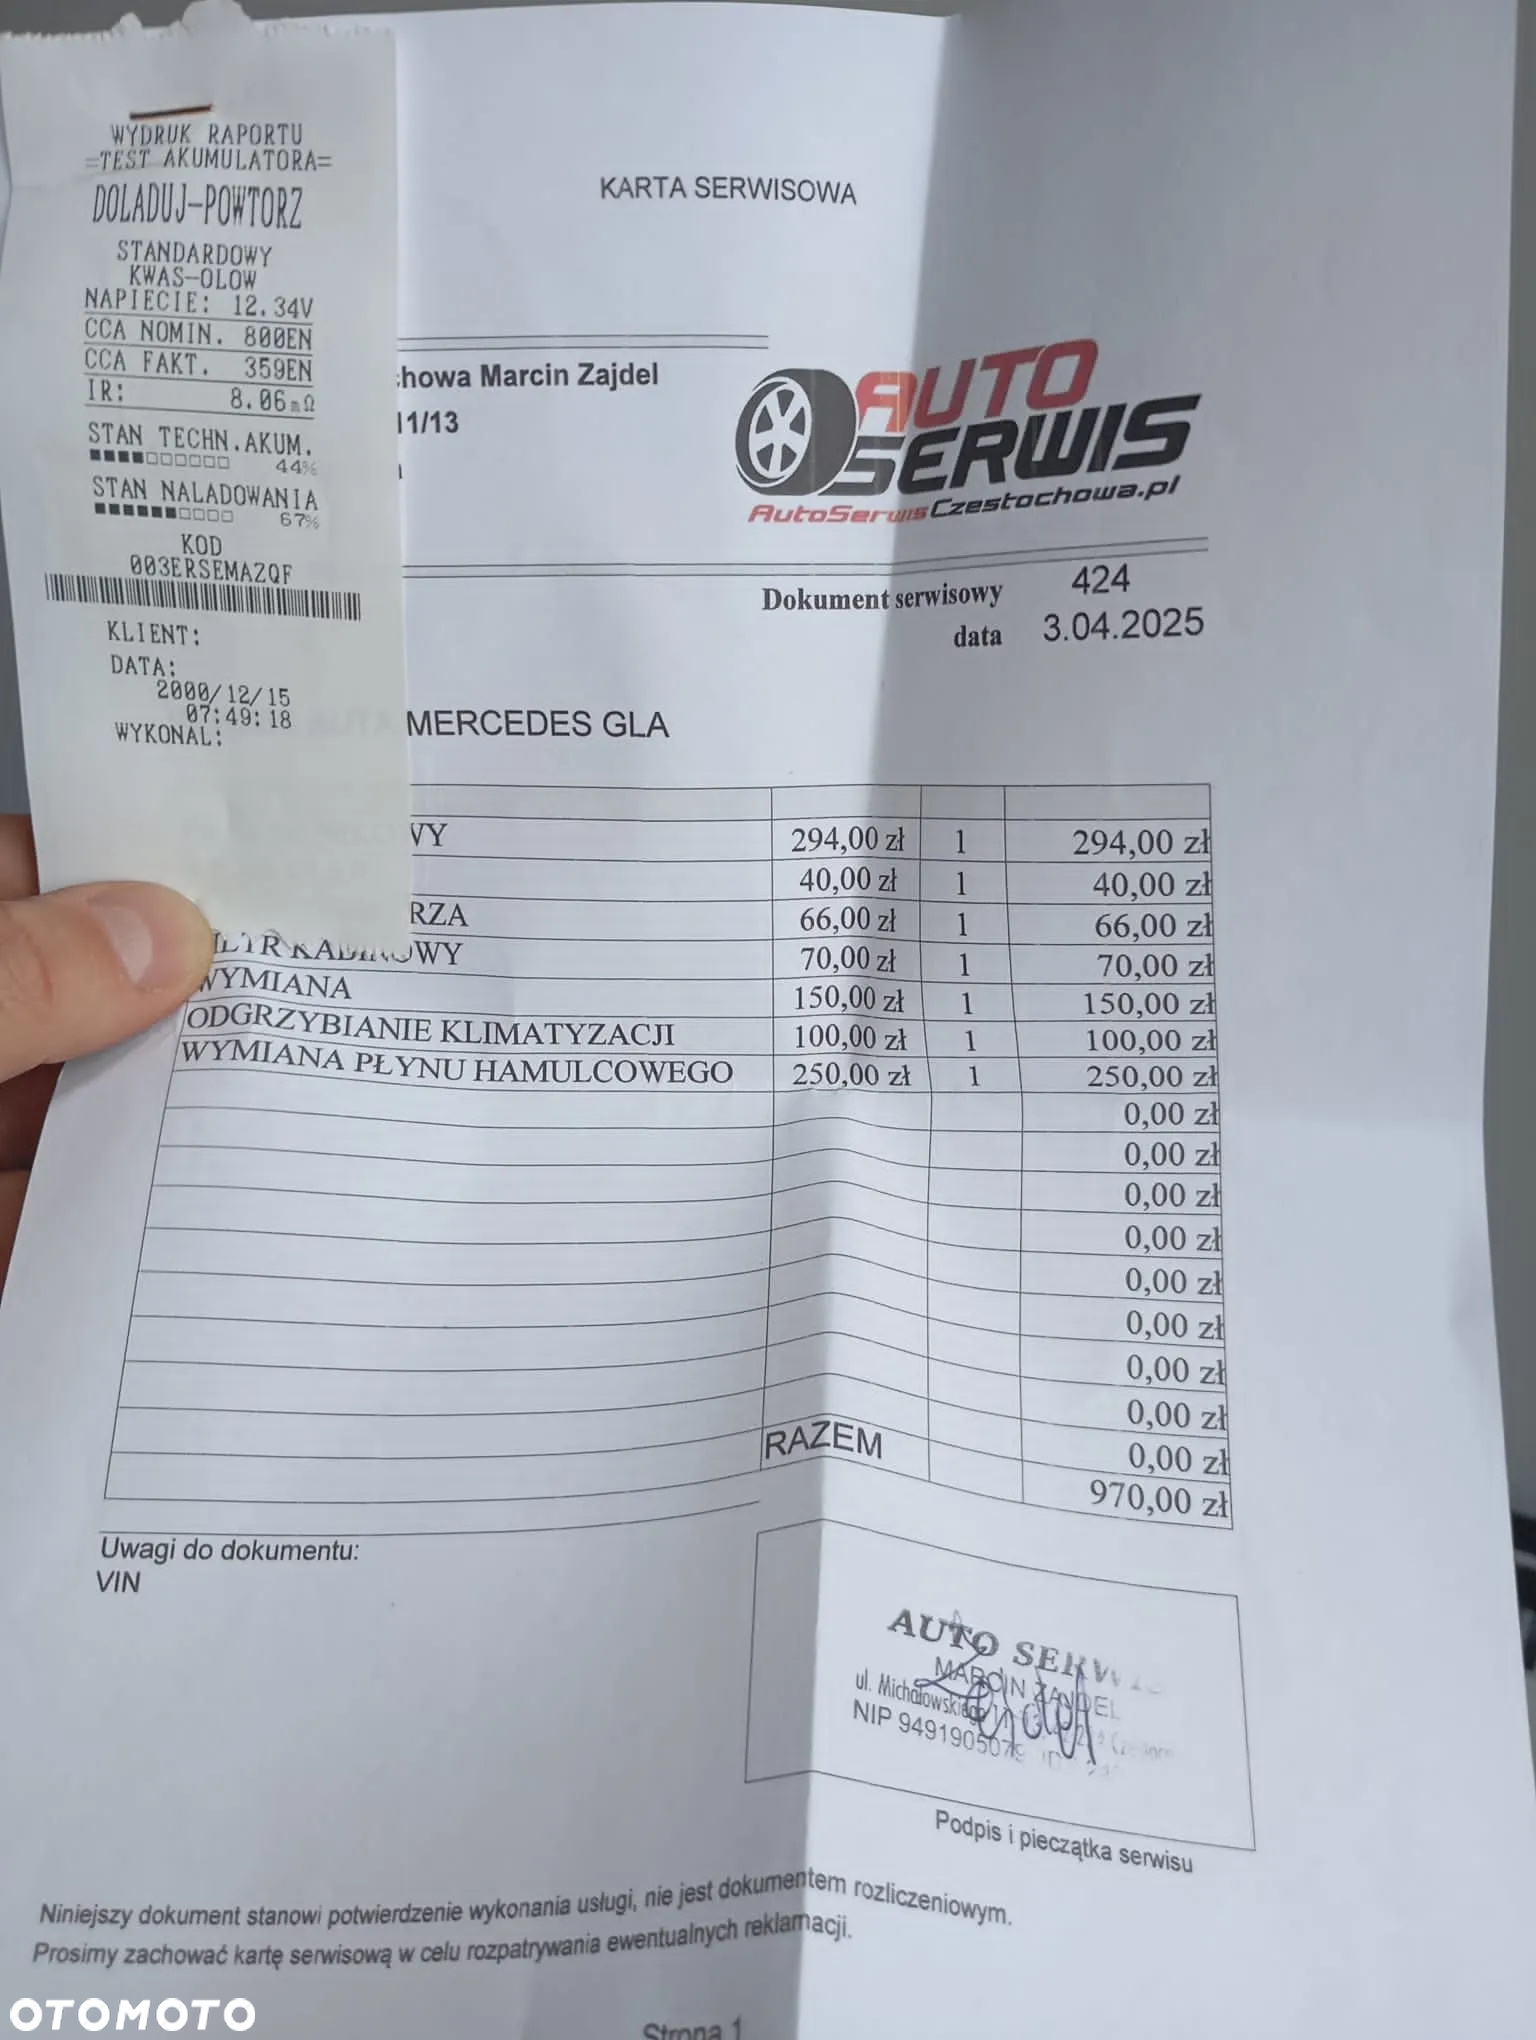 WYDRUK RAPORTU
=TEST AKUMULATORA=
DOLADUJ-POWTORZ
STANDARDOWY
KWAS-OLOW
NAPIECIE: 12.34V
CCA NOMIN. 800EN
CCA FAKT. 359EN
IR: 8.06mΩ
STAN TECHN.AKUM.
44%
STAN NALADOWANIA
67%
KOD
003ERSEMAZQF
KLIENT:
DATA:
2000/12/15
07:49:18
WYKONAL:
KARTA SERWISOWA
howa Marcin Zajdel
11/13
AUTO
SERWIS
AutoSerwisCzestochowa.pl
Dokument serwisowy 424
data 3.04.2025
MERCEDES GLA
WY 294,00 zł 1 294,00 zł
40,00 zł 1 40,00 zł
RZA 66,00 zł 1 66,00 zł
KABINOWY 70,00 zł 1 70,00 zł
WYMIANA 150,00 zł 1 150,00 zł
ODGRZYBIANIE KLIMATYZACJI 100,00 zł 1 100,00 zł
WYMIANA PŁYNU HAMULCOWEGO 250,00 zł 1 250,00 zł
0,00 zł
0,00 zł
0,00 zł
0,00 zł
0,00 zł
0,00 zł
0,00 zł
0,00 zł
0,00 zł
RAZEM 970,00 zł
Uwagi do dokumentu:
VIN
AUTO SERWIS
MARCIN ZAJDEL
ul. Michałowskiego 11
NIP 9491905079
Podpis i pieczątka serwisu
Niniejszy dokument stanowi potwierdzenie wykonania usługi, nie jest dokumentem rozliczeniowym.
Prosimy zachować kartę serwisową w celu rozpatrywania ewentualnych reklamacji.
Strona 1
OTOMOTO